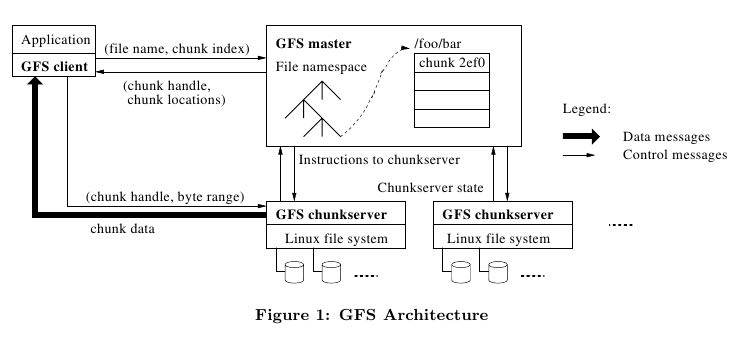 Application
GFS client
(file name, chunk index)
(chunk handle,
chunk locations)
GFS master
File namespace
/foo/bar
chunk 2ef0
Legend:
Data messages
Control messages
Instructions to chunkserver
Chunkserver state
(chunk handle, byte range)
chunk data
GFS chunkserver
Linux file system
GFS chunkserver
Linux file system
Figure 1: GFS Architecture